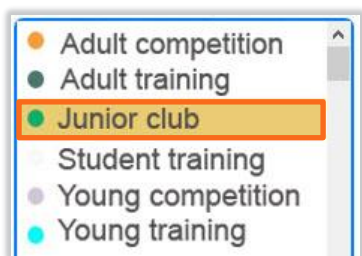 Adult competition
Adult training
Junior club
Student training
Young competition
Young training